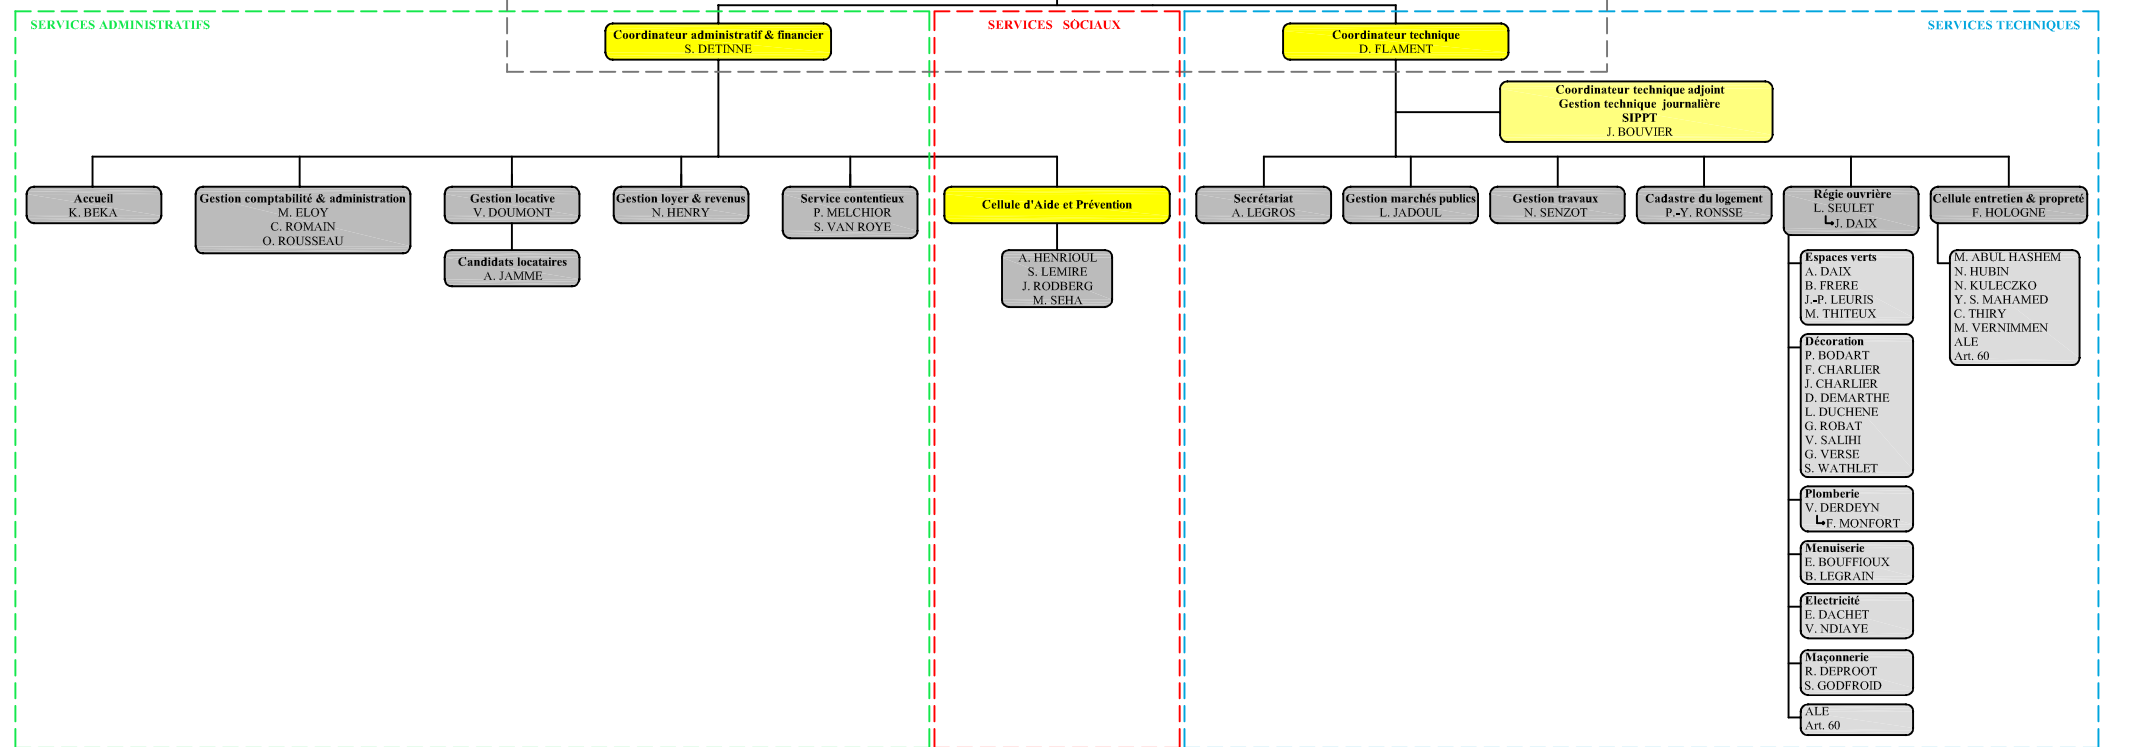 SERVICES ADMINISTRATIFS
SERVICES SOCIAUX
SERVICES TECHNIQUES
Coordinateur administratif & financier
S. DETINNE
Coordinateur technique
D. FLAMENT
Coordinateur technique adjoint
Gestion technique journalière
SIPPT
J. BOUVIER
Accueil
K. BEKA
Gestion comptabilité & administration
M. ELOY
C. ROMAIN
O. ROUSSEAU
Gestion locative
V. DOUMONT
Candidats locataires
A. JAMME
Gestion loyer & revenus
N. HENRY
Service contentieux
P. MELCHIOR
S. VAN ROYE
Cellule d'Aide et Prévention
A. HENRIOUL
S. LEMIRE
J. RODBERG
M. SEHA
Secrétariat
A. LEGROS
Gestion marchés publics
L. JADOUL
Gestion travaux
N. SENZOT
Cadastre du logement
P.-Y. RONSSE
Régie ouvrière
L. SEULET
J. DAIX
Espaces verts
A. DAIX
B. FRERE
J.-P. LEURIS
M. THITEUX
Décoration
P. BODART
F. CHARLIER
J. CHARLIER
D. DEMARTHE
L. DUCHENE
G. ROBAT
V. SALIHI
G. VERSE
S. WATHLET
Plomberie
V. DERDEYN
F. MONFORT
Menuiserie
E. BOUFFIOUX
B. LEGRAIN
Electricité
E. DACHET
V. NDIAYE
Maçonnerie
R. DEPROOT
S. GODFROID
ALE
Art. 60
Cellule entretien & propreté
F. HOLOGNE
M. ABUL HASHEM
N. HUBIN
N. KULECZKO
Y. S. MAHAMED
C. THIRY
M. VERNIMMEN
ALE
Art. 60